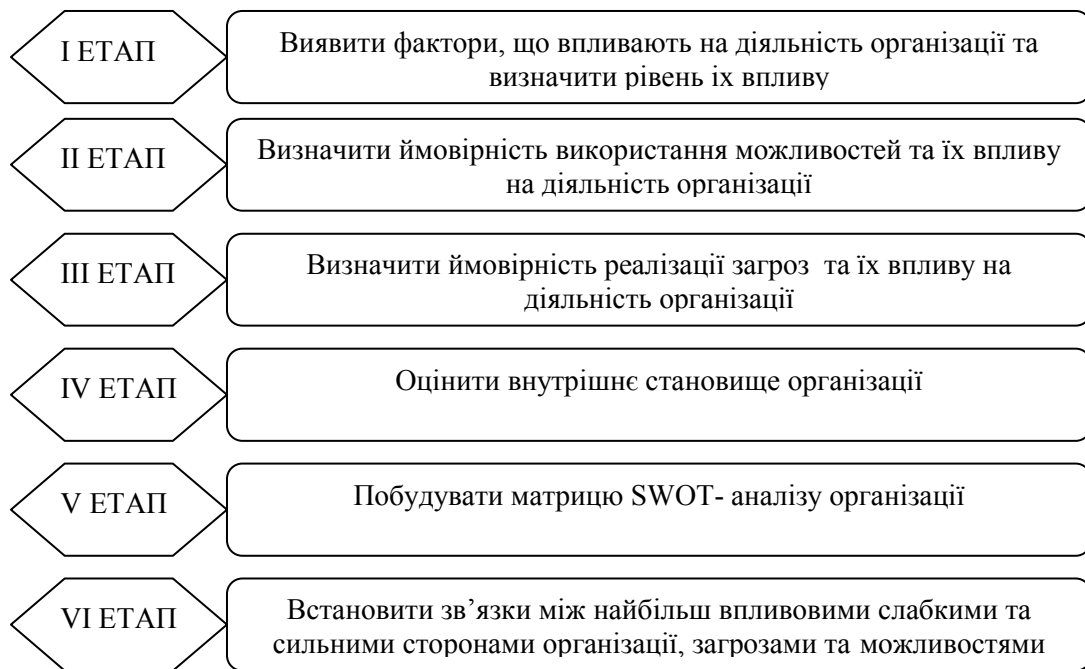 I ЕТАП
Виявити фактори, що впливають на діяльність організації та
визначити рівень іх впливу
II ЕТАП
Визначити ймовірність використання можливостей та їх впливу
на діяльність організації
III ЕТАП
Визначити ймовірність реалізації загроз та їх впливу на
діяльність організації
IV ЕТАП
Оцінити внутрішнє становище організації
V ЕТАП
Побудувати матрицю SWOT- аналізу організації
VI ЕТАП
Встановити зв’язки між найбільш впливовими слабкими та
сильними сторонами організації, загрозами та можливостями